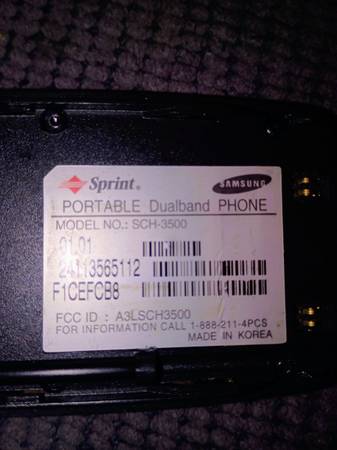 Sprint. SAMSUNG
PORTABLE Dualband PHONE
MODEL NO.: SCH-3500
01.01
24113565112
F1CEFCB8
FCC ID : A3LSCH3500
FOR INFORMATION CALL 1-888-211-4PCS
MADE IN KOREA